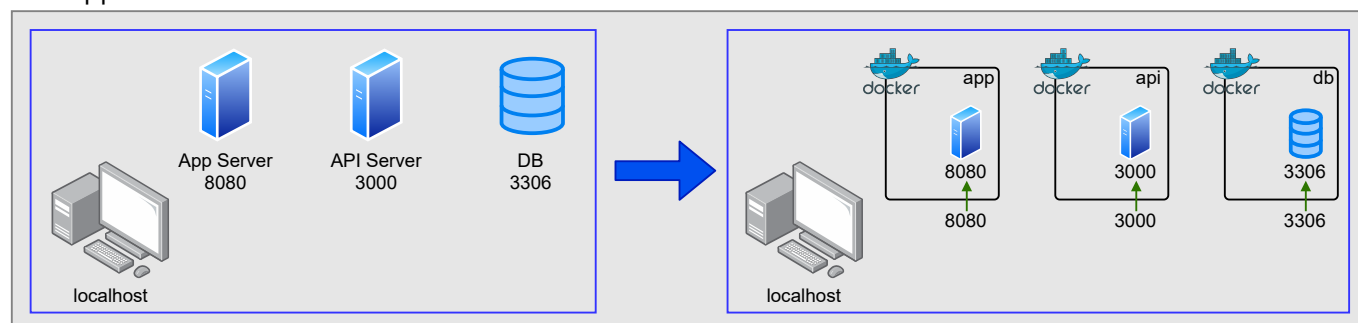 App Server
8080
API Server
3000
DB
3306
localhost
docker
app
8080
8080
docker
api
3000
3000
docker
db
3306
3306
localhost